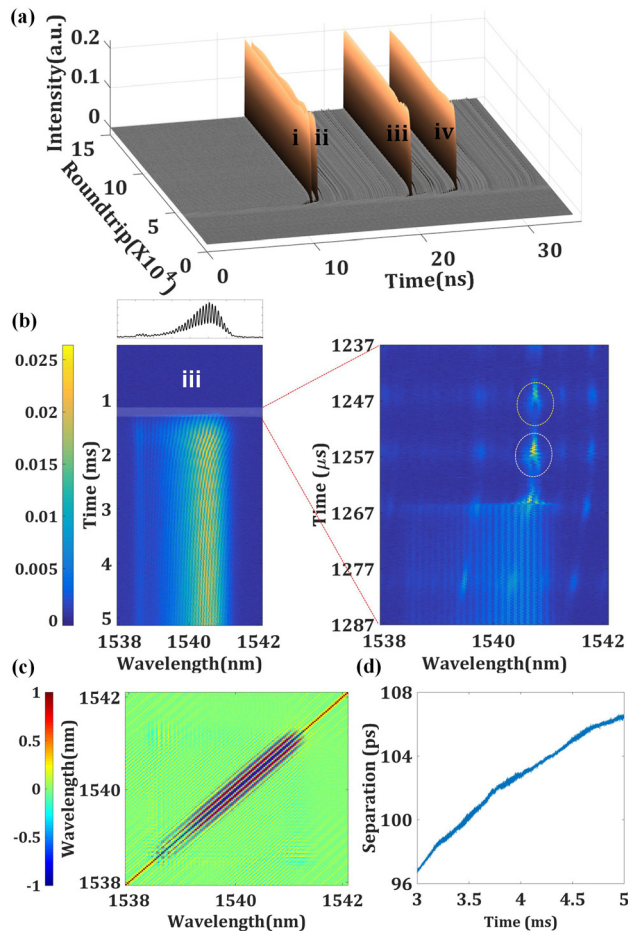 (a)
Intensity(a.u.)
0.2
0.1
0
15
10
5
0
Roundtrip(X10⁴)
0
10
20
30
Time(ns)
i
ii
iii
iv
(b)
0.025
0.02
0.015
0.01
0.005
0
Time (ms)
1
2
3
4
5
iii
1538
1540
1542
Wavelength(nm)
Time(μs)
1237
1247
1257
1267
1277
1287
1538
1540
1542
Wavelength(nm)
(c)
1
0.5
0
-0.5
-1
Wavelength(nm)
1542
1540
1538
1538
1540
1542
Wavelength(nm)
(d)
Separation (ps)
108
104
100
96
3
3.5
4
4.5
5
Time (ms)